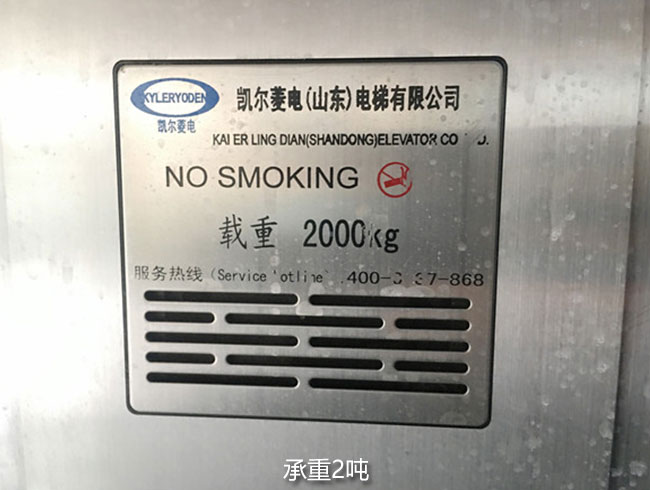 KYLERYODEN
凯尔菱电
凯尔菱电(山东)电梯有限公司
KAI ER LING DIAN(SHANDONG)ELEVATOR CO
NO SMOKING
载重 2000kg
服务热线 (Service
承重2吨